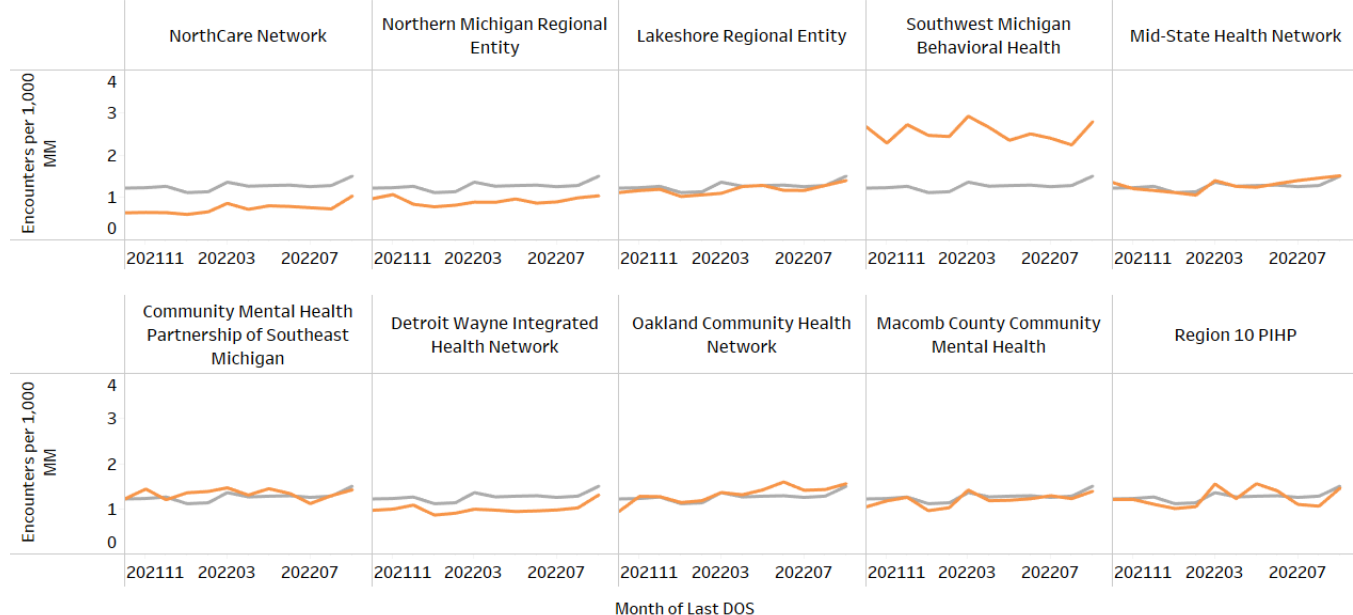 NorthCare Network
Northern Michigan Regional
Entity
Lakeshore Regional Entity
Southwest Michigan
Behavioral Health
Mid-State Health Network
Encounters per 1,000
MM
4
3
2
1
0
202111 202203 202207
202111 202203 202207
202111 202203 202207
202111 202203 202207
202111 202203 202207
Community Mental Health
Partnership of Southeast
Michigan
Detroit Wayne Integrated
Health Network
Oakland Community Health
Network
Macomb County Community
Mental Health
Region 10 PIHP
Encounters per 1,000
MM
4
3
2
1
0
202111 202203 202207
202111 202203 202207
202111 202203 202207
202111 202203 202207
202111 202203 202207
Month of Last DOS